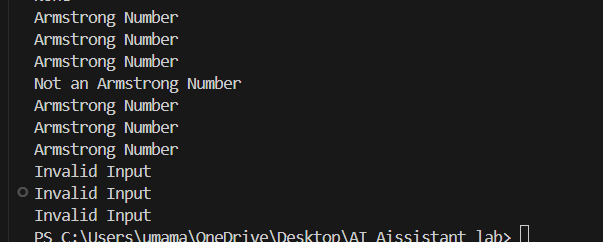 Armstrong Number
Armstrong Number
Armstrong Number
Not an Armstrong Number
Armstrong Number
Armstrong Number
Armstrong Number
Invalid Input
Invalid Input
Invalid Input
PS C:\Users\umama\OneDrive\Desktop\AI Aissistant lab>